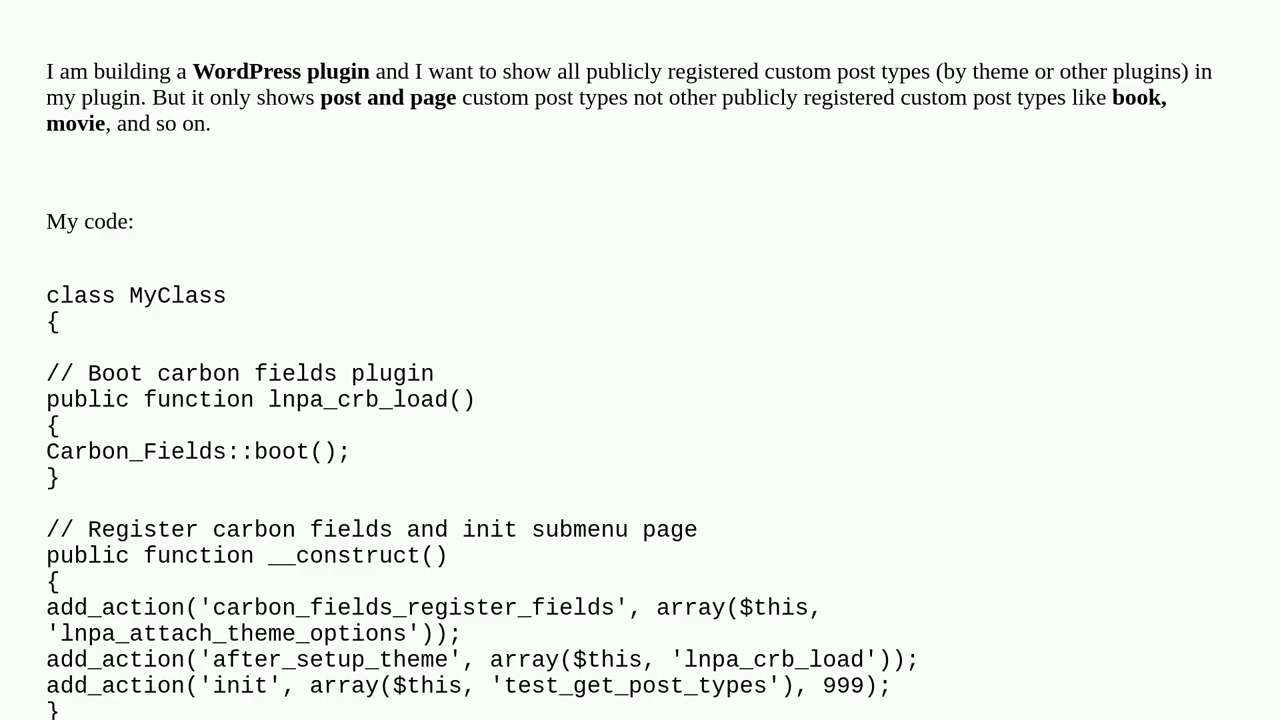 I am building a WordPress plugin and I want to show all publicly registered custom post types (by theme or other plugins) in
my plugin. But it only shows post and page custom post types not other publicly registered custom post types like book,
movie, and so on.
My code:
class MyClass
{
// Boot carbon fields plugin
public function lnpa_crb_load()
{
Carbon_Fields::boot();
}
// Register carbon fields and init submenu page
public function __construct()
{
add_action('carbon_fields_register_fields', array($this,
'lnpa_attach_theme_options'));
add_action('after_setup_theme', array($this, 'lnpa_crb_load'));
add_action('init', array($this, 'test_get_post_types'), 999);
}